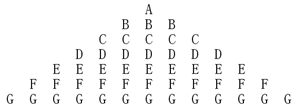 A
B B B
C C C C C
D D D D D D D
E E E E E E E E E
F F F F F F F F F F F
G G G G G G G G G G G G G